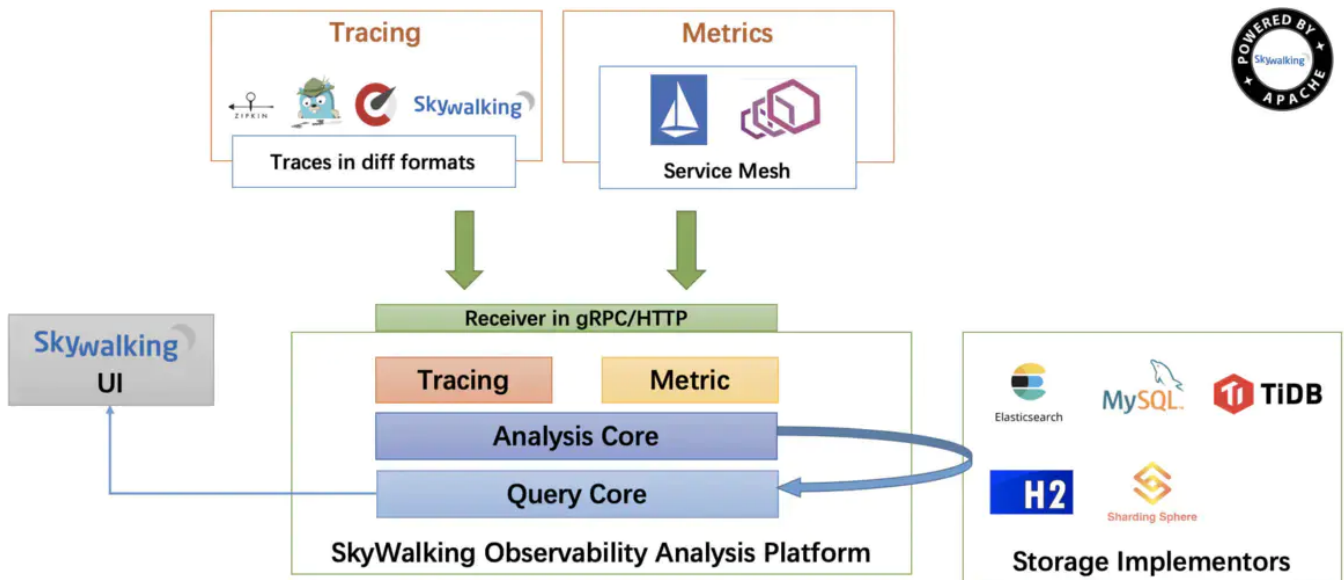 Tracing
Metrics
POWERED BY
Skywalking
APACHE
ZIPKIN
Skywalking
Traces in diff formats
Service Mesh
Receiver in gRPC/HTTP
Skywalking
UI
Tracing
Metric
Analysis Core
Query Core
SkyWalking Observability Analysis Platform
Elasticsearch
MySQL
TiDB
H2
Sharding Sphere
Storage Implementors